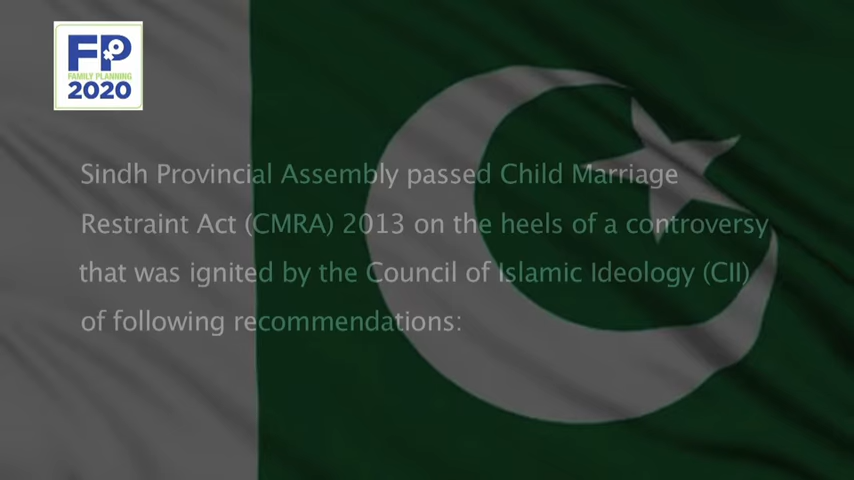 FP
FAMILY PLANNING
2020
Sindh Provincial Assembly passed Child Marriage
Restraint Act (CMRA) 2013 on the heels of a controversy
that was ignited by the Council of Islamic Ideology (CII)
of following recommendations: